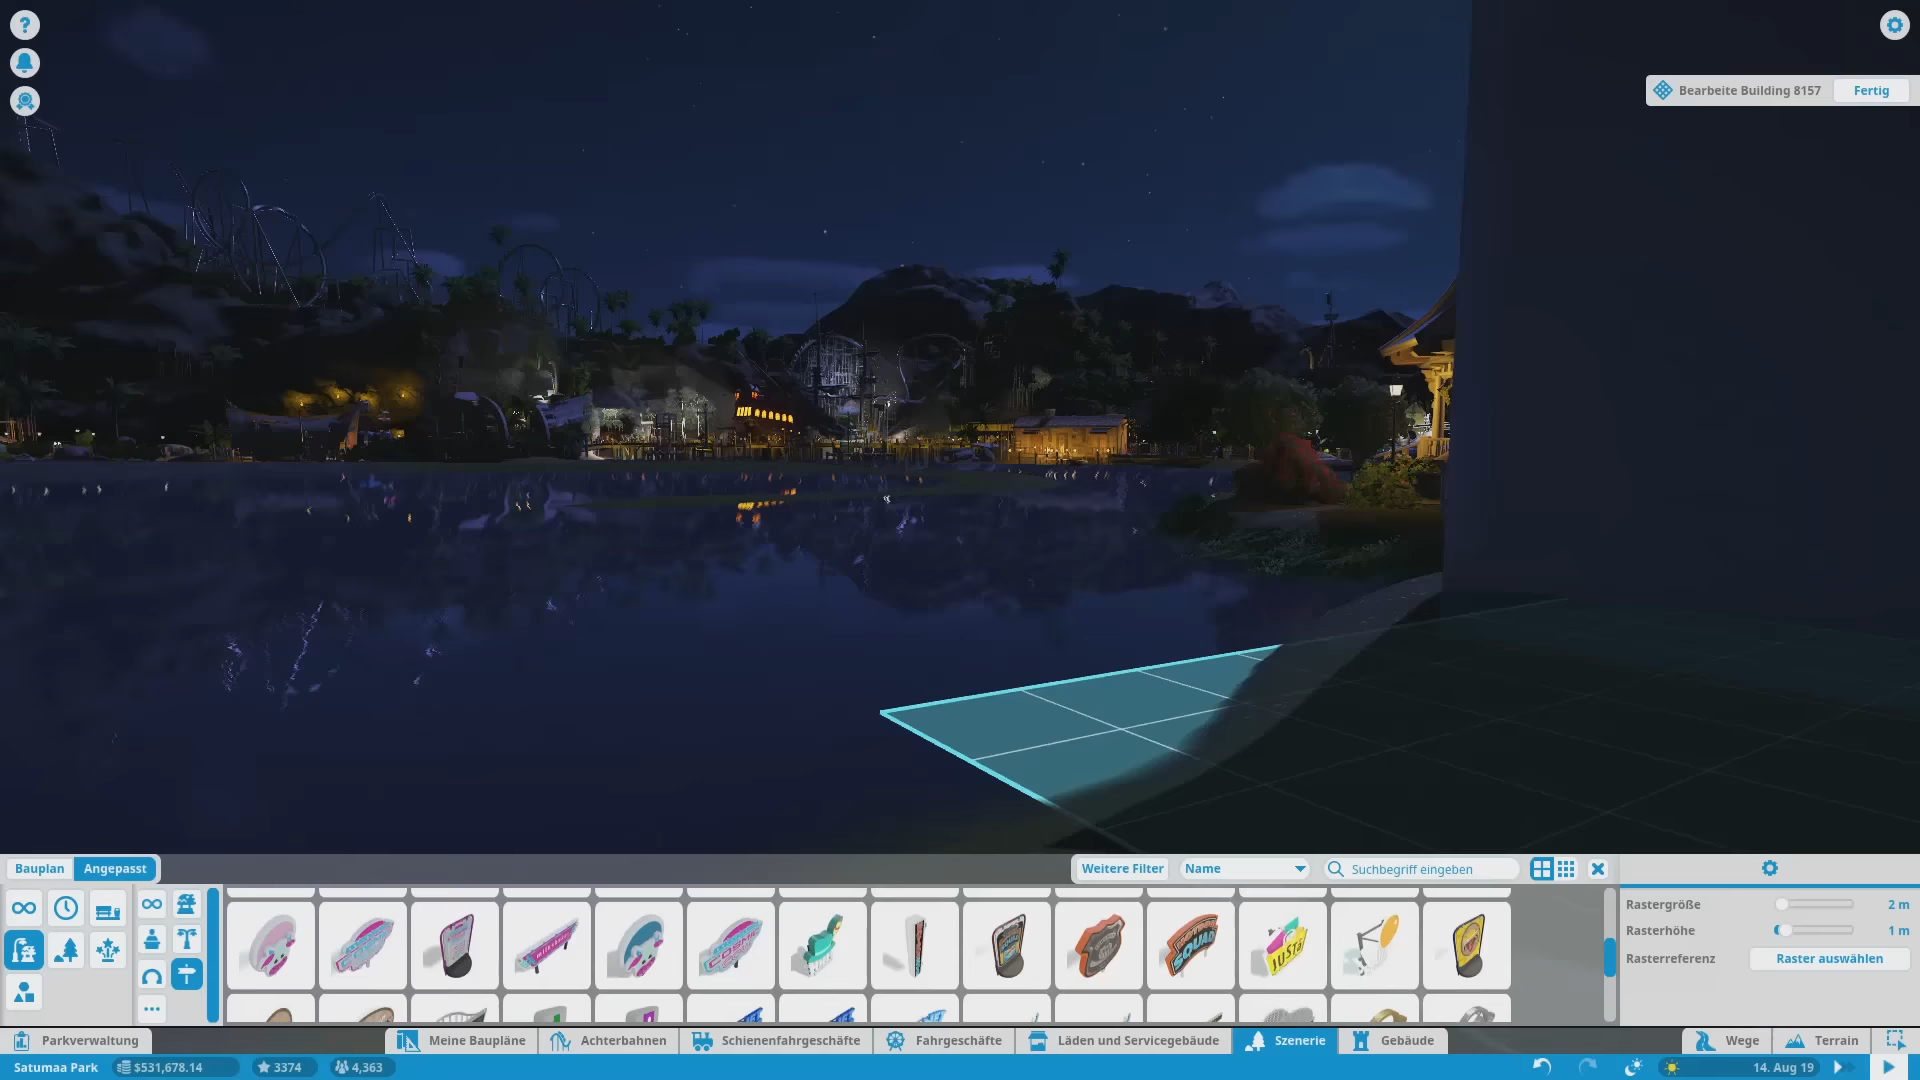 Bearbeite Building 8157
Fertig
Bauplan
Angepasst
Weitere Filter
Name
Suchbegriff eingeben
Rastergröße
2 m
Rasterhöhe
1 m
Rasterreferenz
Raster auswählen
SQUAD
COSMIC
Parkverwaltung
Meine Baupläne
Achterbahnen
Schienenfahrgeschäfte
Fahrgeschäfte
Läden und Servicegebäude
Szenerie
Gebäude
Wege
Terrain
Satumaa Park
$531,678.14
3374
4,363
14. Aug 19